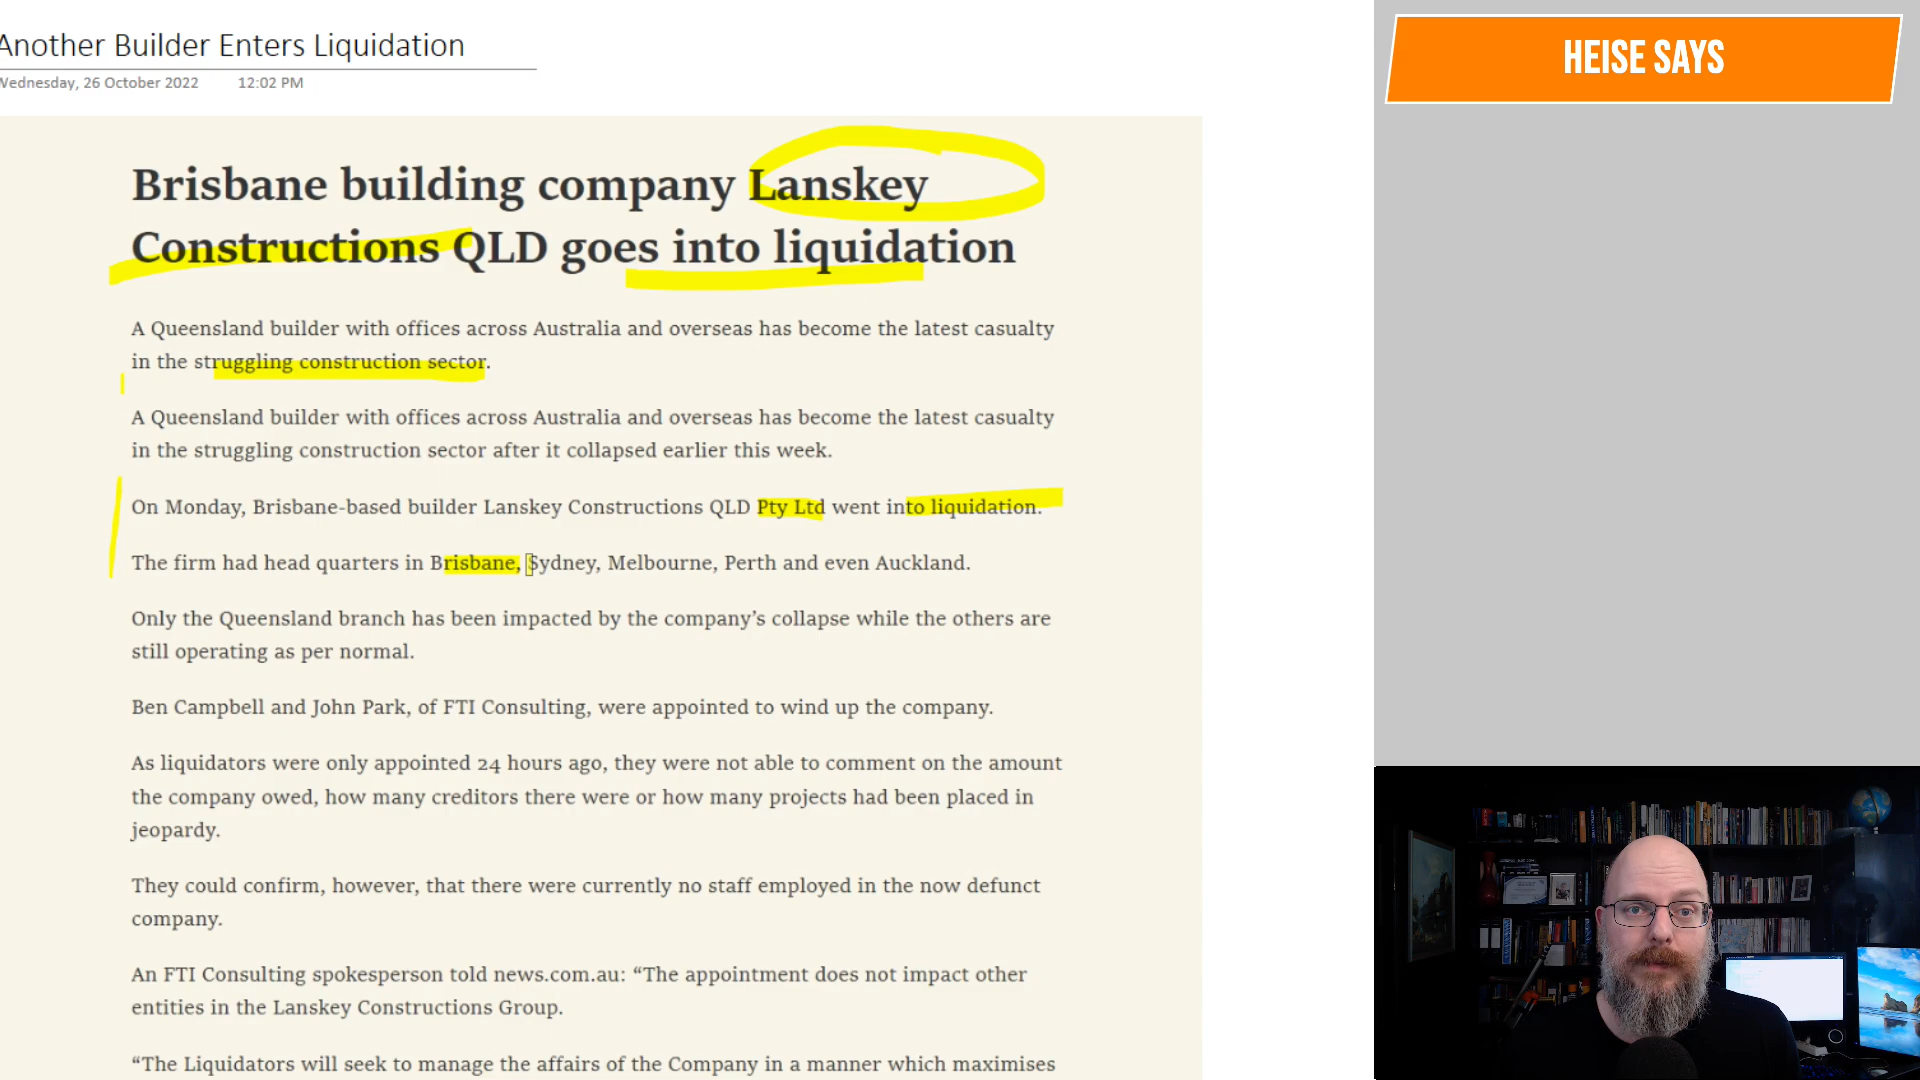 Another Builder Enters Liquidation
Wednesday, 26 October 2022 12:02 PM
HEISE SAYS
Brisbane building company Lanskey
Constructions QLD goes into liquidation
A Queensland builder with offices across Australia and overseas has become the latest casualty
in the struggling construction sector.
A Queensland builder with offices across Australia and overseas has become the latest casualty
in the struggling construction sector after it collapsed earlier this week.
On Monday, Brisbane-based builder Lanskey Constructions QLD Pty Ltd went into liquidation.
The firm had head quarters in Brisbane, Sydney, Melbourne, Perth and even Auckland.
Only the Queensland branch has been impacted by the company’s collapse while the others are
still operating as per normal.
Ben Campbell and John Park, of FTI Consulting, were appointed to wind up the company.
As liquidators were only appointed 24 hours ago, they were not able to comment on the amount
the company owed, how many creditors there were or how many projects had been placed in
jeopardy.
They could confirm, however, that there were currently no staff employed in the now defunct
company.
An FTI Consulting spokesperson told news.com.au: “The appointment does not impact other
entities in the Lanskey Constructions Group.
“The Liquidators will seek to manage the affairs of the Company in a manner which maximises